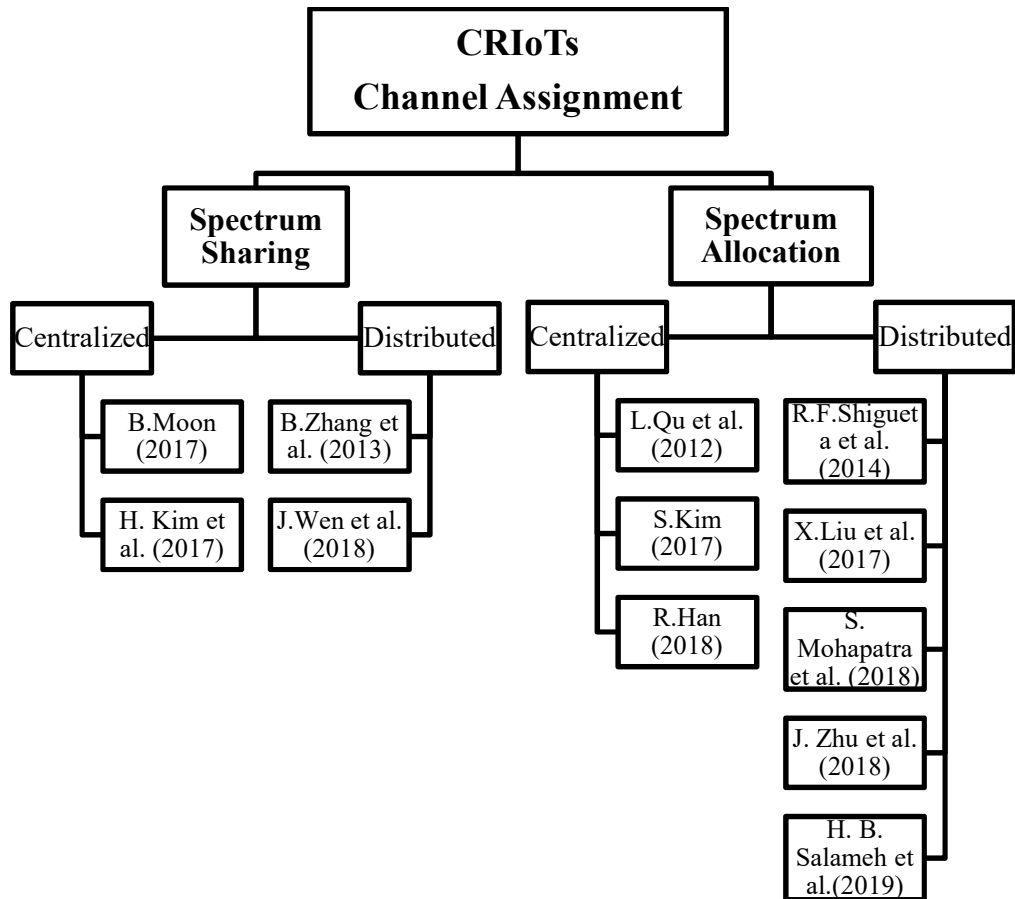 CRIoTs
Channel Assignment
Spectrum
Sharing
Spectrum
Allocation
Centralized
Distributed
Centralized
Distributed
B.Moon
(2017)
H. Kim et
al. (2017)
B.Zhang et
al. (2013)
J.Wen et al.
(2018)
L.Qu et al.
(2012)
S.Kim
(2017)
R.Han
(2018)
R.F.Shiguet
a et al.
(2014)
X.Liu et al.
(2017)
S.
Mohapatra
et al. (2018)
J. Zhu et al.
(2018)
H. B.
Salameh et
al.(2019)